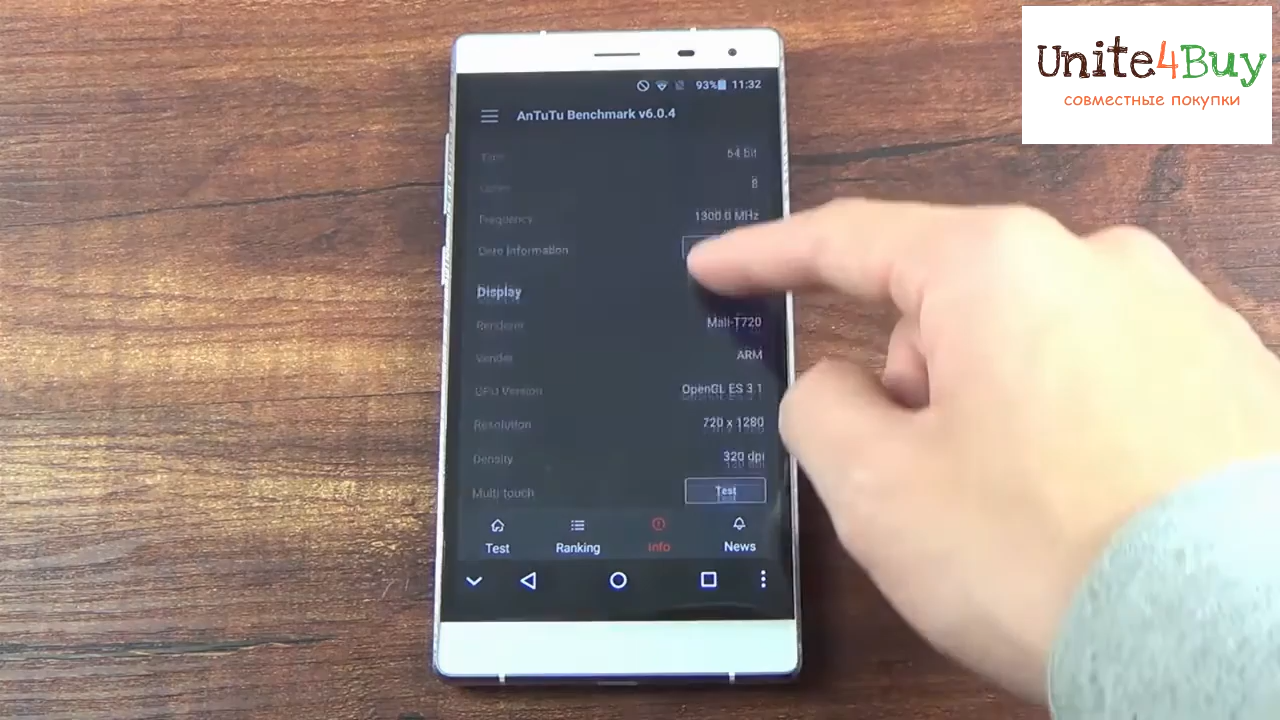 Unite4Buy
совместные покупки
93% 11:32
AnTuTu Benchmark v6.0.4
64 bit
8
Frequency 1300.0 MHz
Core Information
Display
Renderer Mali-T720
Vender ARM
GPU Version OpenGL ES 3.1
Resolution 720 x 1280
Density 320 dpi
Multi touch Test
Test Ranking Info News